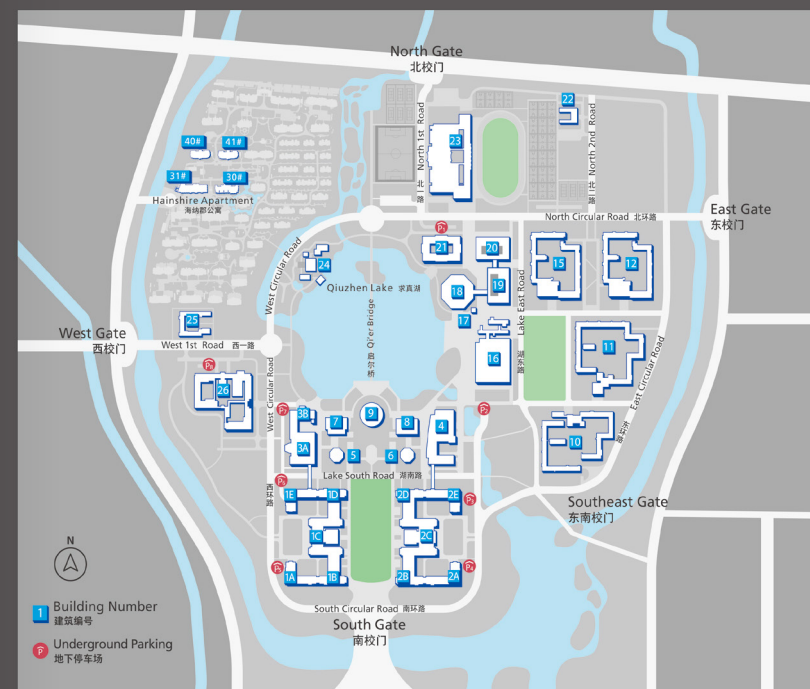 North Gate
北校门
22
North 1st Road
北一路
North 2nd Road
北二路
23
40#
41#
31#
30#
Hainshire Apartment
海纳郡公寓
East Gate
东校门
North Circular Road 北环路
21
20
15
12
24
West Circular Road
Qiuzhen Lake 求真湖
18
19
17
Lake East Road
湖东路
Qi'er Bridge 启尔桥
25
West Gate
西校门
West 1st Road 西一路
16
11
East Circular Road
东环路
26
West Circular Road
西环路
3B
7
9
8
4
3A
5
6
10
Lake South Road 湖南路
1E
1D
2D
2E
Southeast Gate
东南校门
1C
2C
1A
1B
2B
2A
South Circular Road 南环路
South Gate
南校门
N
1
Building Number
建筑编号
P
Underground Parking
地下停车场